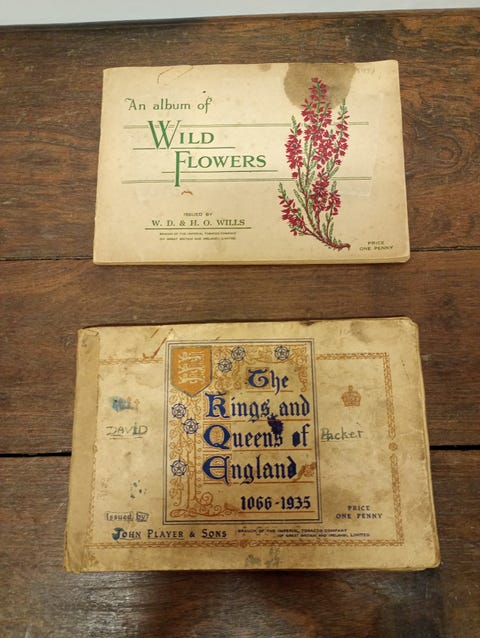 An album of
WILD
FLOWERS
ISSUED BY
W. D. & H. O. WILLS
BRANCH OF THE IMPERIAL TOBACCO COMPANY
(OF GREAT BRITAIN AND IRELAND), LIMITED
PRICE
ONE PENNY
The
Kings and
Queens of
England
1066-1935
DAVID
Packer
Issued by
JOHN PLAYER & SONS
BRANCH OF THE IMPERIAL TOBACCO COMPANY
OF GREAT BRITAIN AND IRELAND), LIMITED
PRICE
ONE PENNY